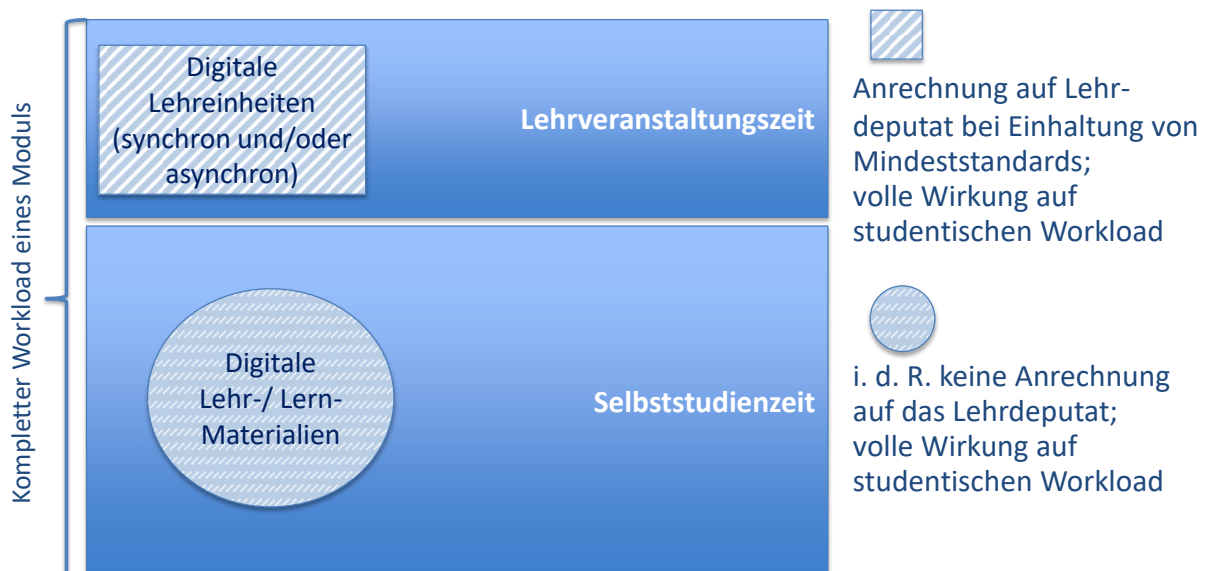 Kompletter Workload eines Moduls
Digitale
Lehreinheiten
(synchron und/oder
asynchron)
Lehrveranstaltungszeit
Anrechnung auf Lehr-
deputat bei Einhaltung von
Mindeststandards;
volle Wirkung auf
studentischen Workload
Digitale
Lehr-/ Lern-
Materialien
Selbststudienzeit
i. d. R. keine Anrechnung
auf das Lehrdeputat;
volle Wirkung auf
studentischen Workload